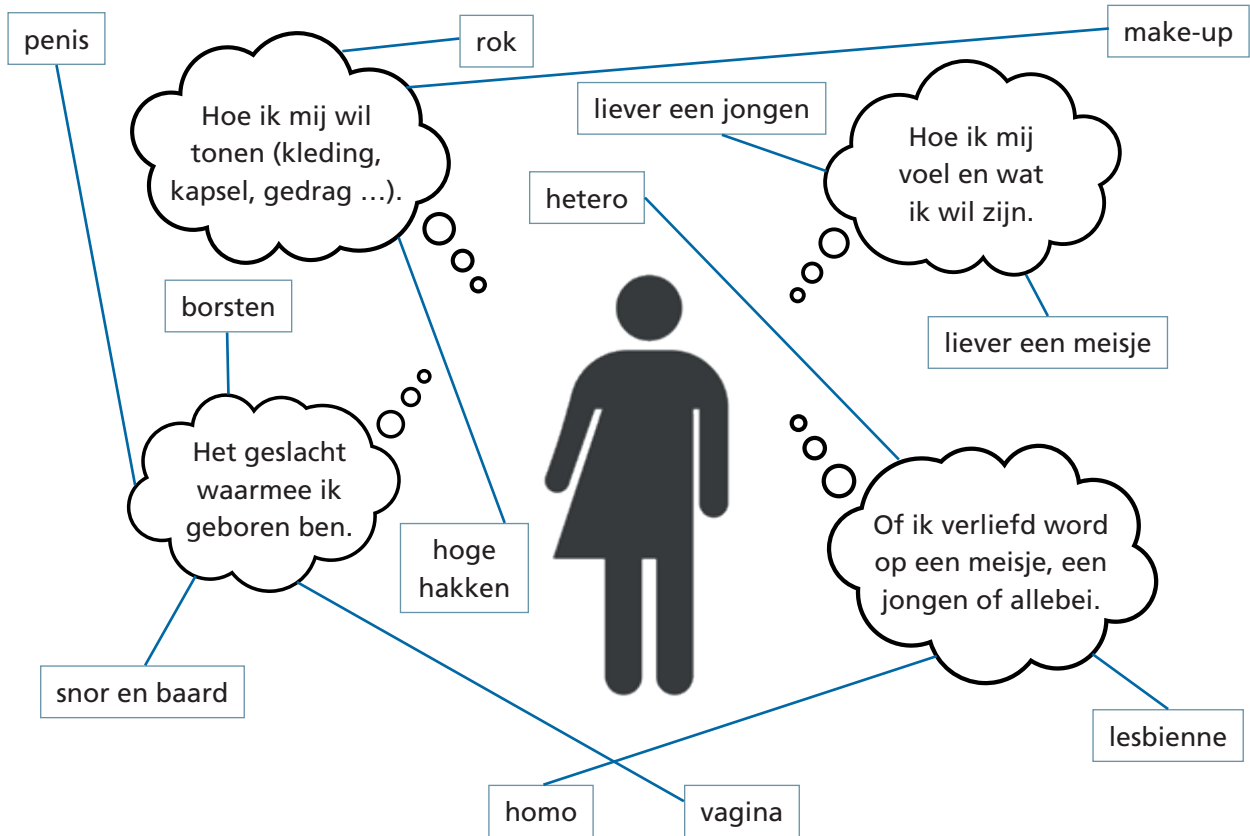 penis
rok
make-up
Hoe ik mij wil
tonen (kleding,
kapsel, gedrag …).
liever een jongen
Hoe ik mij
voel en wat
ik wil zijn.
hetero
borsten
liever een meisje
Het geslacht
waarmee ik
geboren ben.
hoge
hakken
Of ik verliefd word
op een meisje, een
jongen of allebei.
snor en baard
lesbienne
homo
vagina